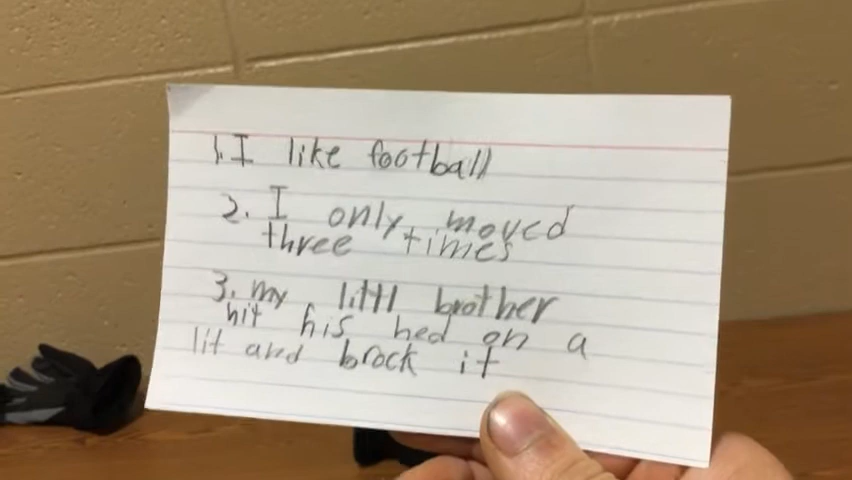 1. I like football
2. I only moved
three times
3. my littl brother
hit his hed on a
lit and brock it